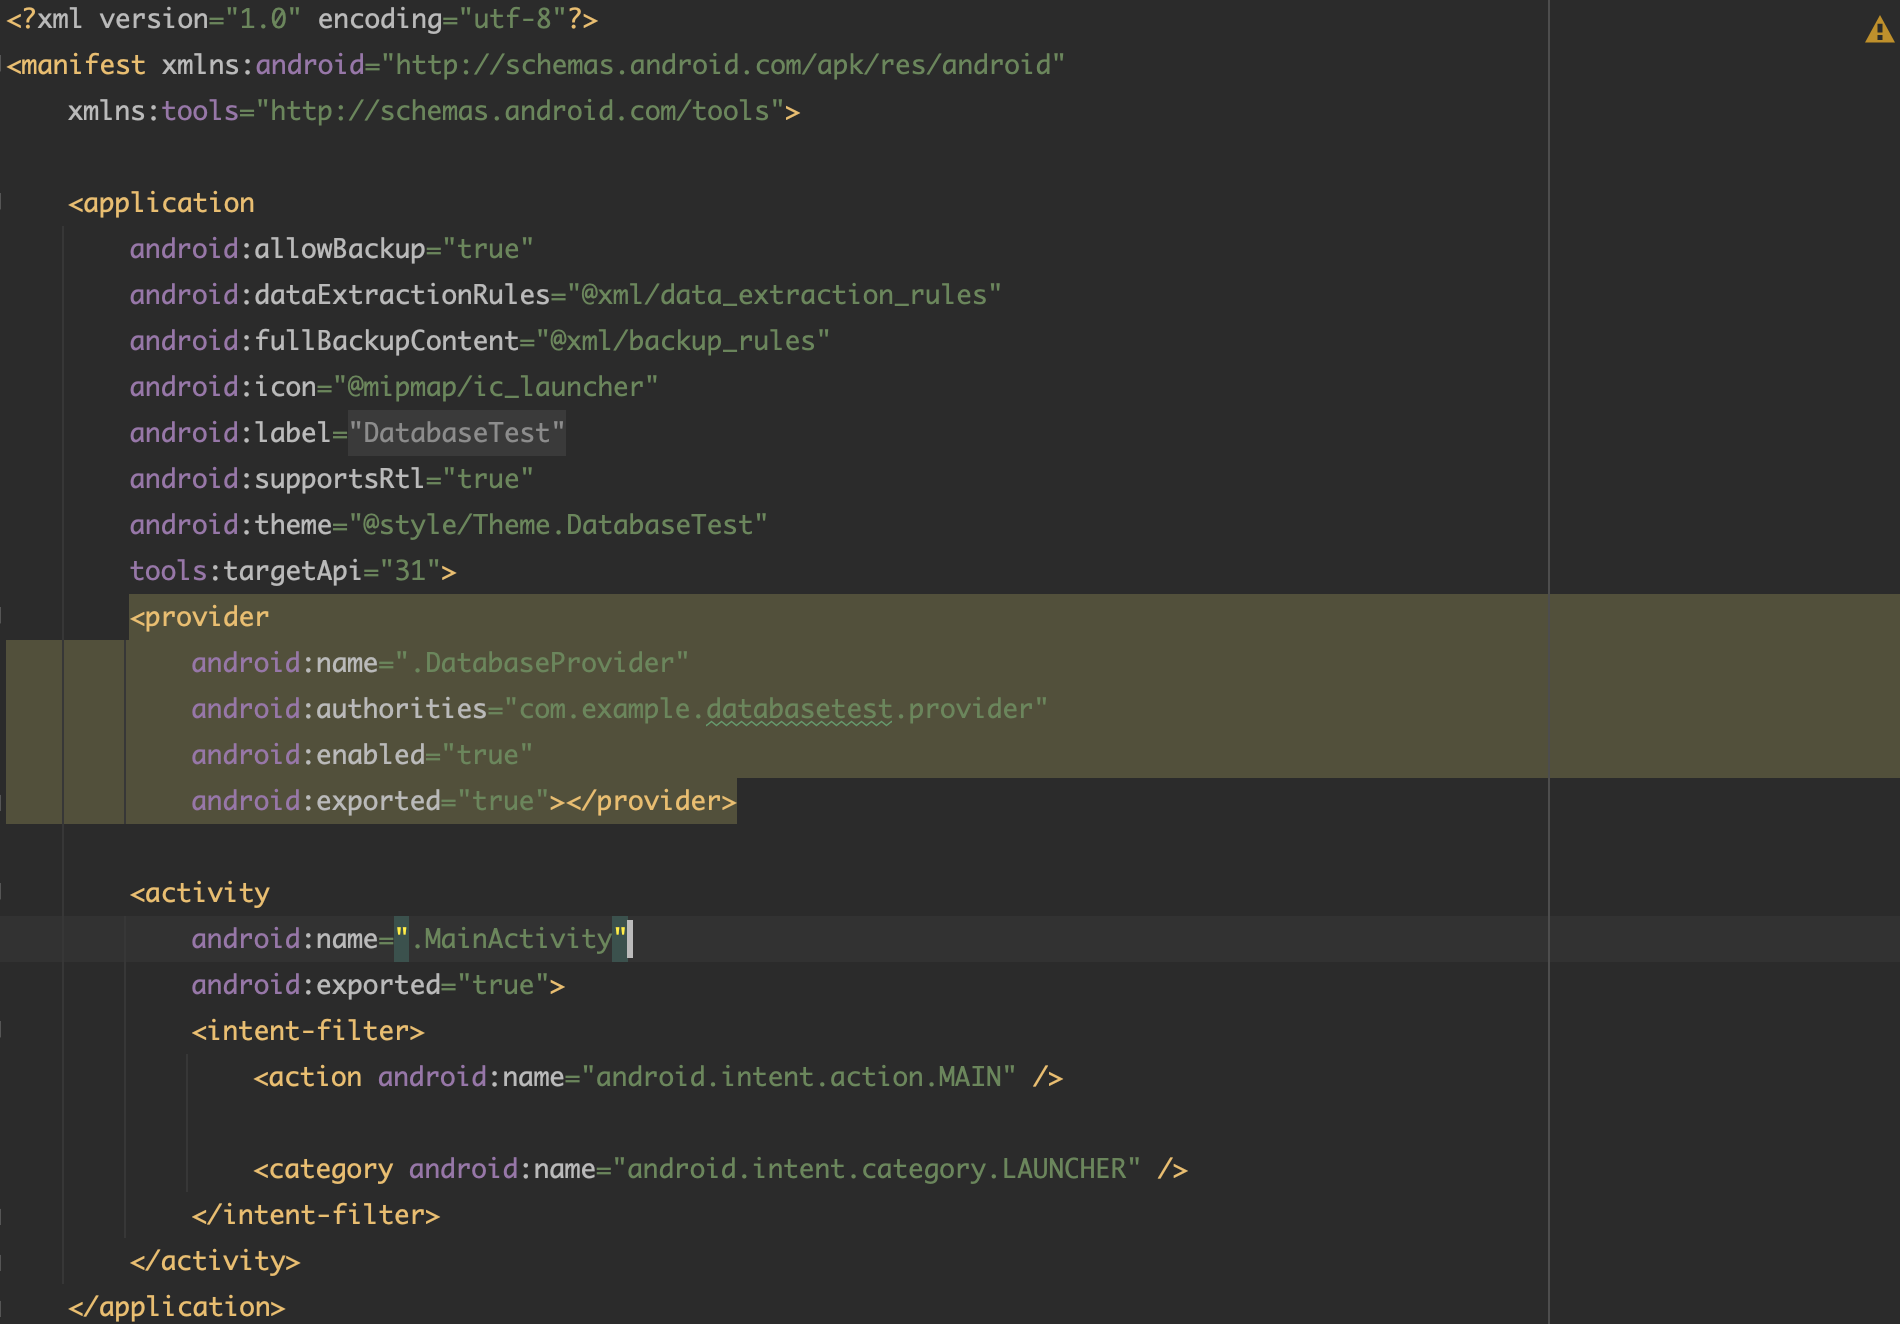 <?xml version="1.0" encoding="utf-8"?>
<manifest xmlns:android="http://schemas.android.com/apk/res/android"
    xmlns:tools="http://schemas.android.com/tools">

    <application
        android:allowBackup="true"
        android:dataExtractionRules="@xml/data_extraction_rules"
        android:fullBackupContent="@xml/backup_rules"
        android:icon="@mipmap/ic_launcher"
        android:label="DatabaseTest"
        android:supportsRtl="true"
        android:theme="@style/Theme.DatabaseTest"
        tools:targetApi="31">
        <provider
            android:name=".DatabaseProvider"
            android:authorities="com.example.databasetest.provider"
            android:enabled="true"
            android:exported="true"></provider>

        <activity
            android:name=".MainActivity"
            android:exported="true">
            <intent-filter>
                <action android:name="android.intent.action.MAIN" />

                <category android:name="android.intent.category.LAUNCHER" />
            </intent-filter>
        </activity>
    </application>